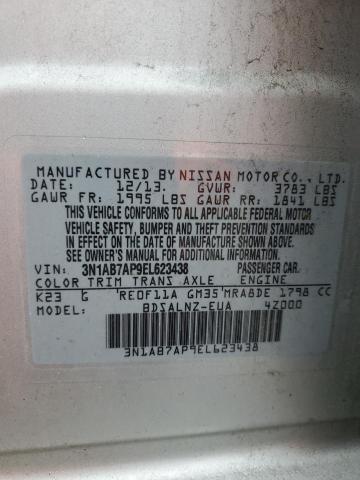 MANUFACTURED BY NISSAN MOTOR CO., LTD.
DATE: 12/13. GVWR: 3783 LBS
GAWR FR: 1995 LBS GAWR RR: 1841 LBS
THIS VEHICLE CONFORMS TO ALL APPLICABLE FEDERAL MOTOR
VEHICLE SAFETY, BUMPER AND THEFT PREVENTION STANDARDS
IN EFFECT ON THE DATE OF MANUFACTURE SHOWN ABOVE.
SEE OWNER'S MANUAL FOR ADDITIONAL INFORMATION.
VIN: 3N1AB7AP9EL623438 PASSENGER CAR.
COLOR TRIM TRANS AXLE ENGINE
K23 G RE0F11A GM35 MRA8DE 1798 CC
MODEL: BDSALNZ-EUA 4Z000
3N1AB7AP9EL623438